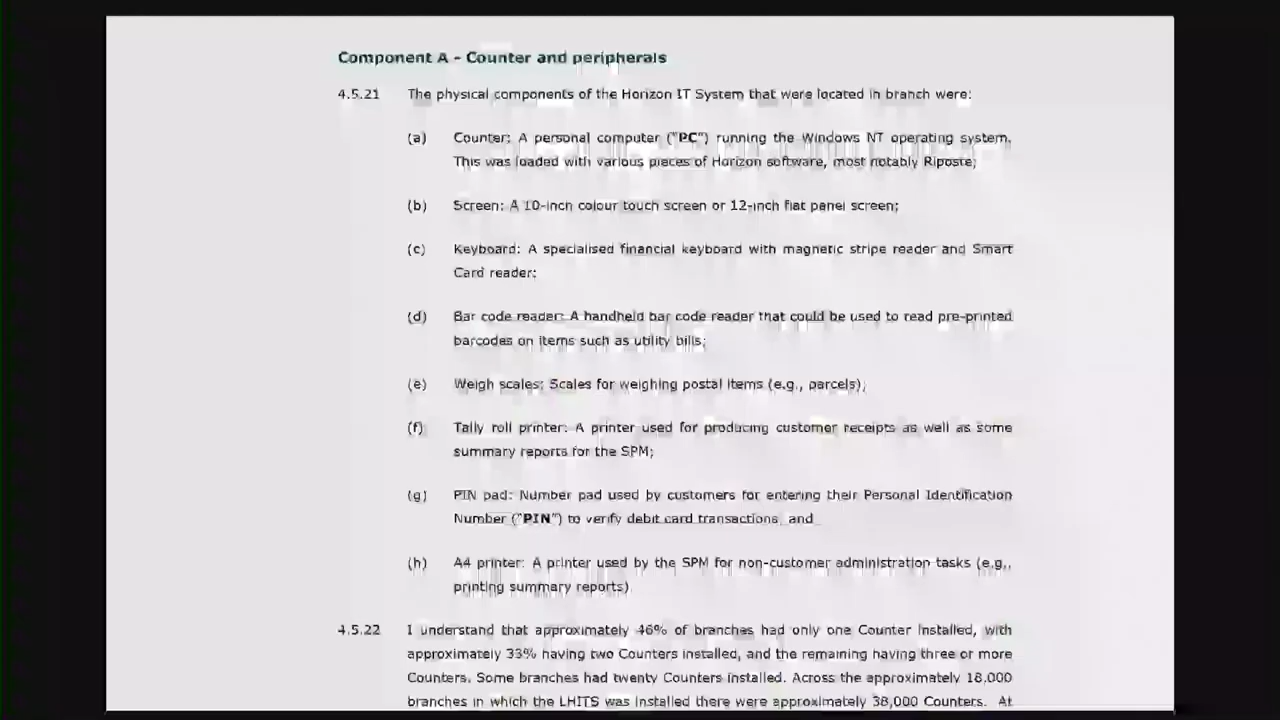 Component A - Counter and peripherals
4.5.21 The physical components of the Horizon IT System that were located in branch were:
(a) Counter: A personal computer ("PC") running the Windows NT operating system.
This was loaded with various pieces of Horizon software, most notably Riposte;
(b) Screen: A 10-inch colour touch screen or 12-inch flat panel screen;
(c) Keyboard: A specialised financial keyboard with magnetic stripe reader and Smart
Card reader;
(d) Bar code reader: A handheld bar code reader that could be used to read pre-printed
barcodes on items such as utility bills;
(e) Weigh scales: Scales for weighing postal items (e.g., parcels);
(f) Tally roll printer: A printer used for producing customer receipts as well as some
summary reports for the SPM;
(g) PIN pad: Number pad used by customers for entering their Personal Identification
Number ("PIN") to verify debit card transactions, and
(h) A4 printer: A printer used by the SPM for non-customer administration tasks (e.g.,
printing summary reports)
4.5.22 I understand that approximately 46% of branches had only one Counter installed, with
approximately 33% having two Counters installed, and the remaining having three or more
Counters. Some branches had twenty Counters installed. Across the approximately 18,000
branches in which the LHITS was installed there were approximately 38,000 Counters. At